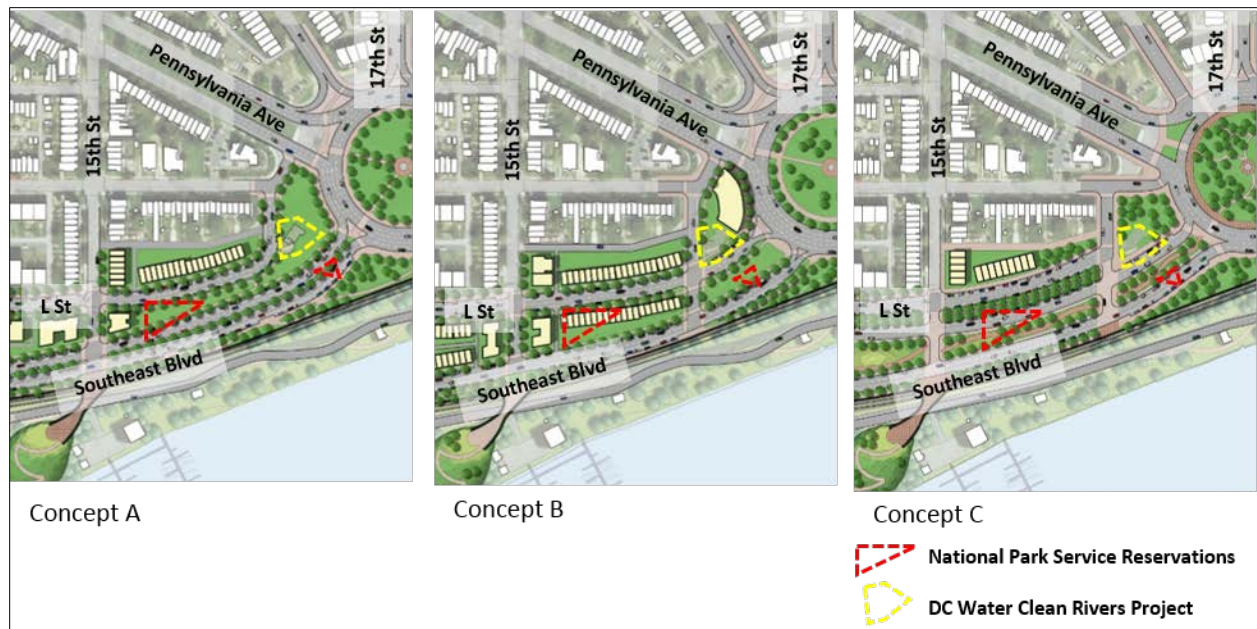 Pennsylvania Ave
17th St
15th St
L St
Southeast Blvd
Concept A
Pennsylvania Ave
17th St
15th St
L St
Southeast Blvd
Concept B
Pennsylvania Ave
17th St
15th St
L St
Southeast Blvd
Concept C
National Park Service Reservations
DC Water Clean Rivers Project